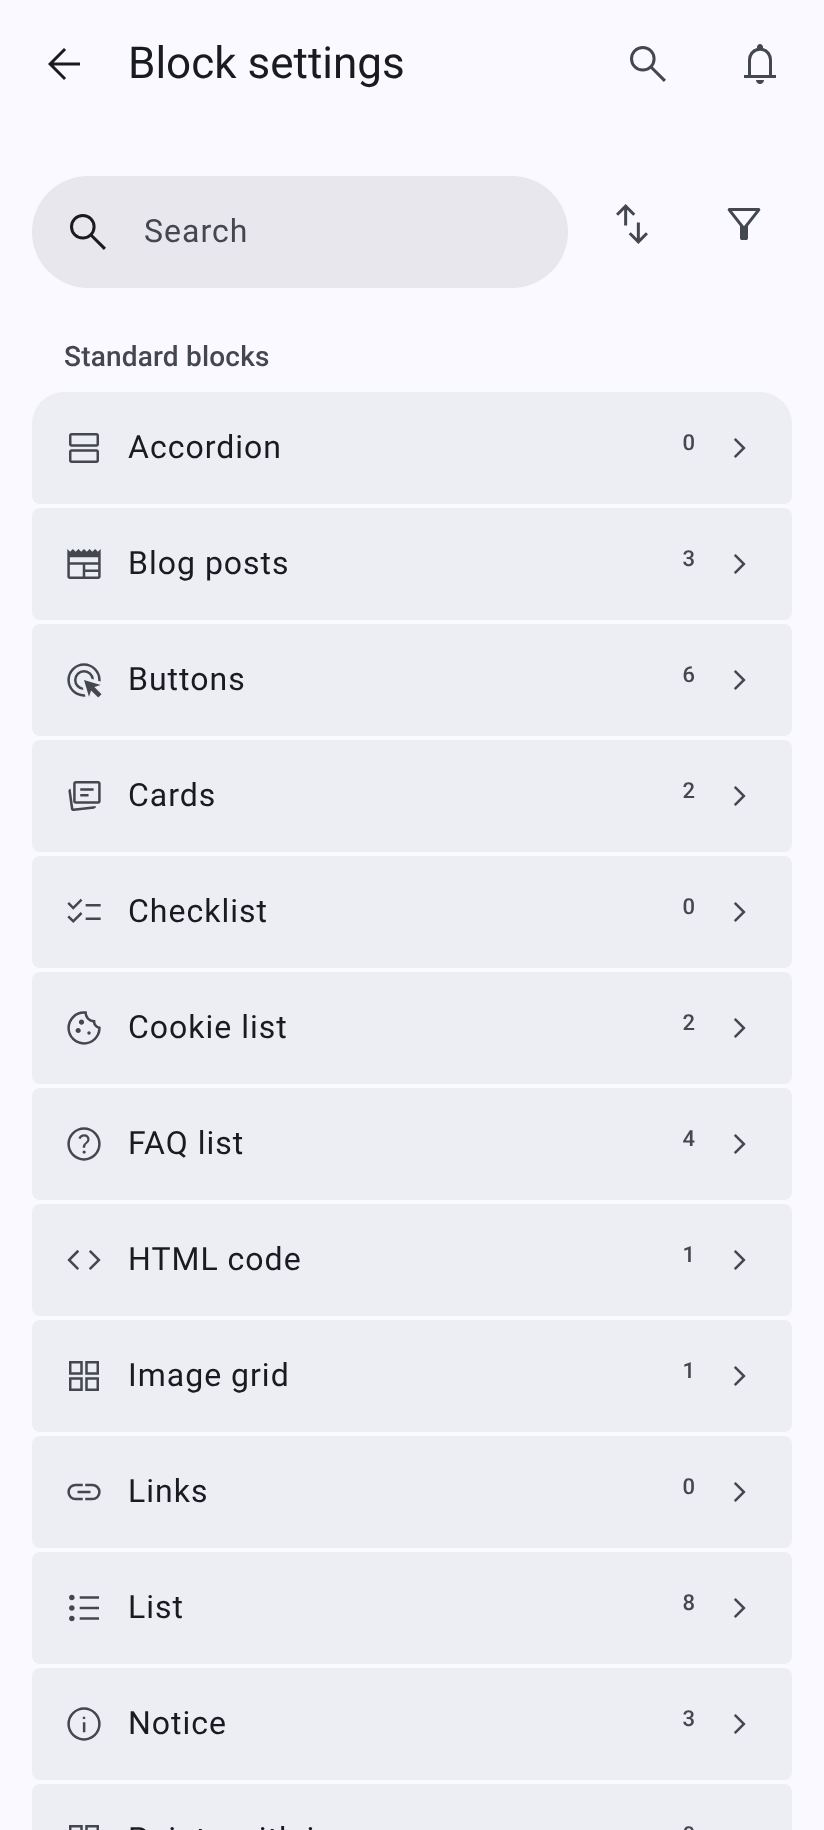 Block settings
Search
Standard blocks
Accordion 0
Blog posts 3
Buttons 6
Cards 2
Checklist 0
Cookie list 2
FAQ list 4
HTML code 1
Image grid 1
Links 0
List 8
Notice 3